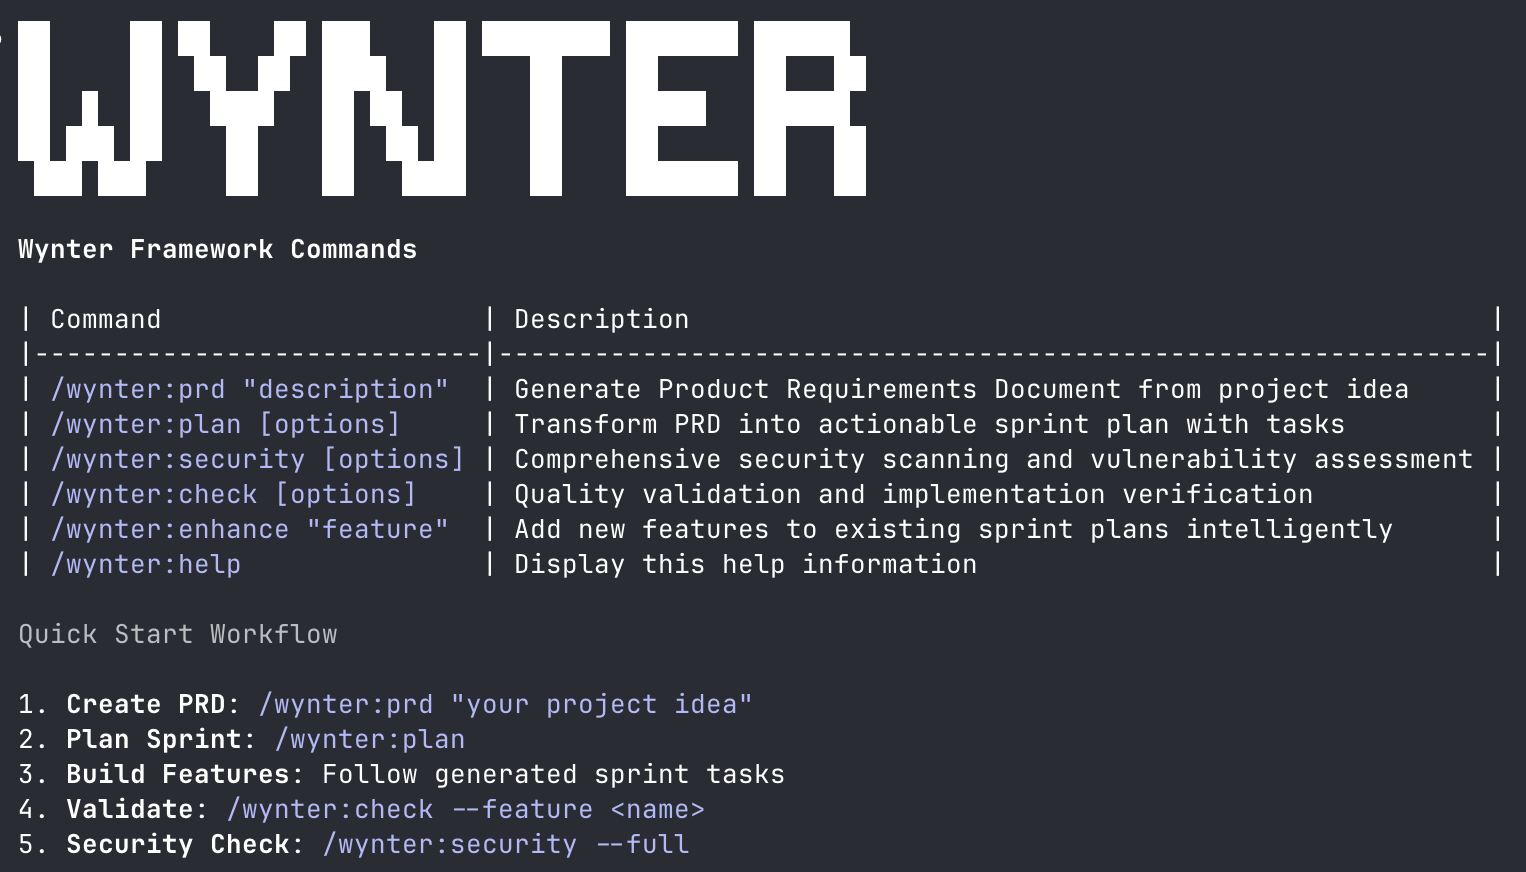 WYNTER
Wynter Framework Commands
| Command                    | Description                                                  |
|----------------------------|--------------------------------------------------------------|
| /wynter:prd "description"  | Generate Product Requirements Document from project idea     |
| /wynter:plan [options]     | Transform PRD into actionable sprint plan with tasks         |
| /wynter:security [options] | Comprehensive security scanning and vulnerability assessment |
| /wynter:check [options]    | Quality validation and implementation verification           |
| /wynter:enhance "feature"  | Add new features to existing sprint plans intelligently      |
| /wynter:help               | Display this help information                                |
Quick Start Workflow
1. Create PRD: /wynter:prd "your project idea"
2. Plan Sprint: /wynter:plan
3. Build Features: Follow generated sprint tasks
4. Validate: /wynter:check --feature <name>
5. Security Check: /wynter:security --full